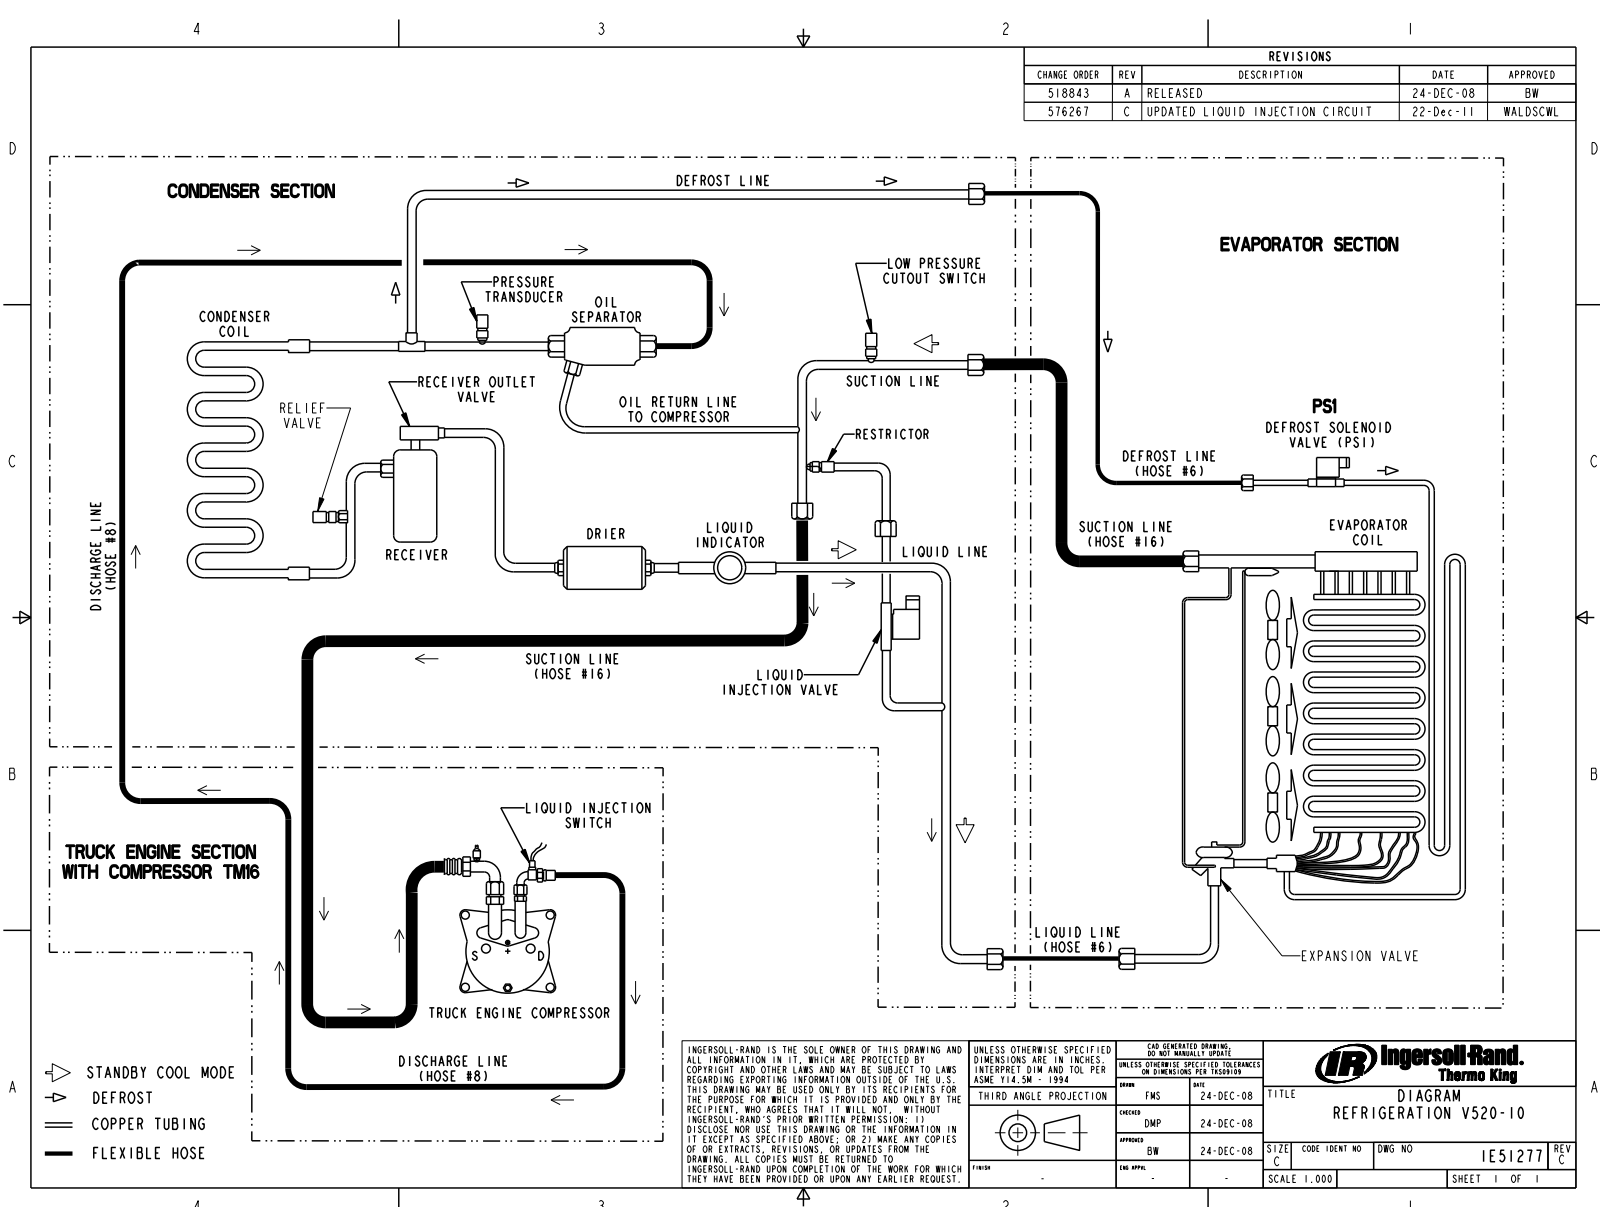 4
3
2
1
REVISIONS
CHANGE ORDER REV DESCRIPTION DATE APPROVED
518843 A RELEASED 24-DEC-08 BW
576267 C UPDATED LIQUID INJECTION CIRCUIT 22-Dec-11 WALDSCWL
D
D
CONDENSER SECTION
DEFROST LINE
EVAPORATOR SECTION
LOW PRESSURE
CUTOUT SWITCH
PRESSURE
TRANSDUCER
OIL
SEPARATOR
CONDENSER
COIL
RECEIVER OUTLET
VALVE
SUCTION LINE
RELIEF
VALVE
OIL RETURN LINE
TO COMPRESSOR
RESTRICTOR
PS1
DEFROST SOLENOID
VALVE (PS1)
C
C
DEFROST LINE
(HOSE #6)
DISCHARGE LINE
(HOSE #8)
RECEIVER
DRIER
LIQUID
INDICATOR
LIQUID LINE
SUCTION LINE
(HOSE #16)
EVAPORATOR
COIL
SUCTION LINE
(HOSE #16)
LIQUID
INJECTION VALVE
B
B
LIQUID INJECTION
SWITCH
TRUCK ENGINE SECTION
WITH COMPRESSOR TM16
S
D
LIQUID LINE
(HOSE #6)
EXPANSION VALVE
TRUCK ENGINE COMPRESSOR
DISCHARGE LINE
(HOSE #8)
A
A
STANDBY COOL MODE
DEFROST
COPPER TUBING
FLEXIBLE HOSE
INGERSOLL-RAND IS THE SOLE OWNER OF THIS DRAWING AND
ALL INFORMATION IN IT, WHICH ARE PROTECTED BY
COPYRIGHT AND OTHER LAWS AND MAY BE SUBJECT TO LAWS
REGARDING EXPORTING INFORMATION OUTSIDE OF THE U.S.
THIS DRAWING MAY BE USED ONLY BY ITS RECIPIENTS FOR
THE PURPOSE FOR WHICH IT IS PROVIDED AND ONLY BY THE
RECIPIENT, WHO AGREES THAT IT WILL NOT, WITHOUT
INGERSOLL-RAND'S PRIOR WRITTEN PERMISSION: 1)
DISCLOSE NOR USE THIS DRAWING OR THE INFORMATION IN
IT EXCEPT AS SPECIFIED ABOVE; OR 2) MAKE ANY COPIES
OF OR EXTRACTS, REVISIONS, OR UPDATES FROM THE
DRAWING. ALL COPIES MUST BE RETURNED TO
INGERSOLL-RAND UPON COMPLETION OF THE WORK FOR WHICH
THEY HAVE BEEN PROVIDED OR UPON ANY EARLIER REQUEST.
UNLESS OTHERWISE SPECIFIED
DIMENSIONS ARE IN INCHES.
INTERPRET DIM AND TOL PER
ASME Y14.5M - 1994
THIRD ANGLE PROJECTION
FINISH
-
CAD GENERATED DRAWING,
DO NOT MANUALLY UPDATE
UNLESS OTHERWISE SPECIFIED TOLERANCES
ON DIMENSIONS PER TKS09109
DRAWN DATE
FMS 24-DEC-08
CHECKED
DMP 24-DEC-08
APPROVED
BW 24-DEC-08
ENG APPVL
- -
IR Ingersoll-Rand.
Thermo King
TITLE
DIAGRAM
REFRIGERATION V520-10
SIZE
C
CODE IDENT NO
DWG NO
1E51277
REV
C
SCALE 1.000
SHEET 1 OF 1
4
3
2
1